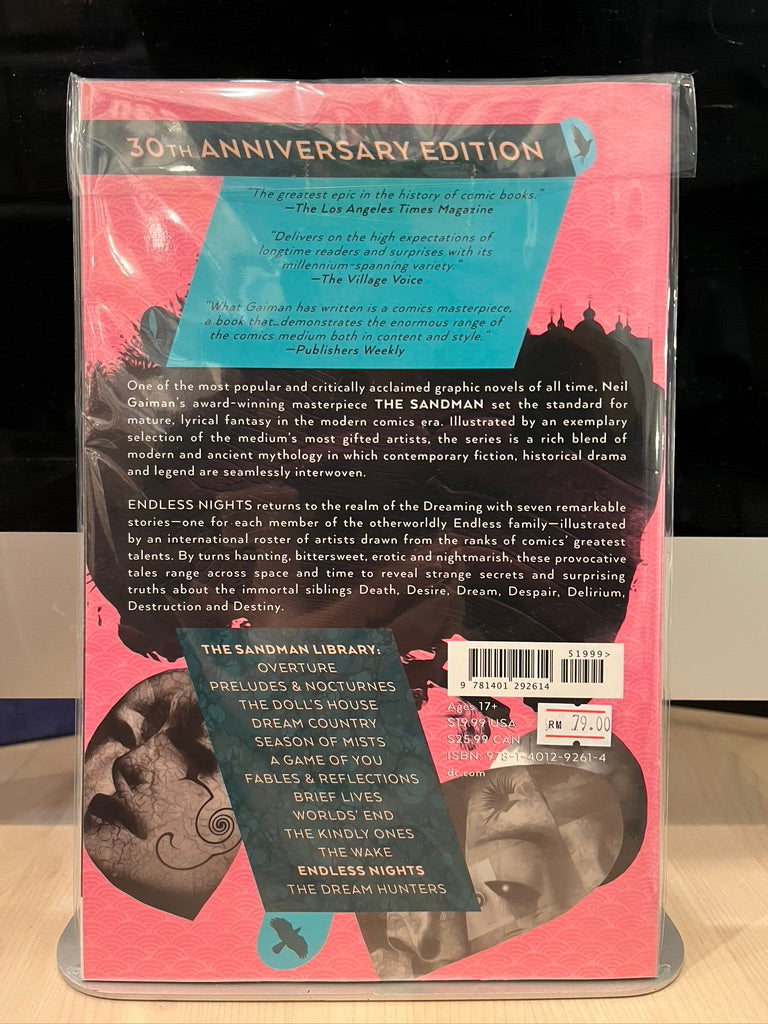 30TH ANNIVERSARY EDITION
"The greatest epic in the history of comic books."
—The Los Angeles Times Magazine
"Delivers on the high expectations of
longtime readers and surprises with its
millennium-spanning variety."
—The Village Voice
"What Gaiman has written is a comics masterpiece,
a book that...demonstrates the enormous range of
the comics medium both in content and style."
—Publishers Weekly
One of the most popular and critically acclaimed graphic novels of all time, Neil
Gaiman's award-winning masterpiece THE SANDMAN set the standard for
mature, lyrical fantasy in the modern comics era. Illustrated by an exemplary
selection of the medium's most gifted artists, the series is a rich blend of
modern and ancient mythology in which contemporary fiction, historical drama
and legend are seamlessly interwoven.
ENDLESS NIGHTS returns to the realm of the Dreaming with seven remarkable
stories—one for each member of the otherworldly Endless family—illustrated
by an international roster of artists drawn from the ranks of comics' greatest
talents. By turns haunting, bittersweet, erotic and nightmarish, these provocative
tales range across space and time to reveal strange secrets and surprising
truths about the immortal siblings Death, Desire, Dream, Despair, Delirium,
Destruction and Destiny.
THE SANDMAN LIBRARY:
OVERTURE
PRELUDES & NOCTURNES
THE DOLL'S HOUSE
DREAM COUNTRY
SEASON OF MISTS
A GAME OF YOU
FABLES & REFLECTIONS
BRIEF LIVES
WORLDS' END
THE KINDLY ONES
THE WAKE
ENDLESS NIGHTS
THE DREAM HUNTERS
51999>
9 781401 292614
Ages 17+
$19.99 USA
$25.99 CAN
ISBN: 978-1-4012-9261-4
dc.com
RM 79.00